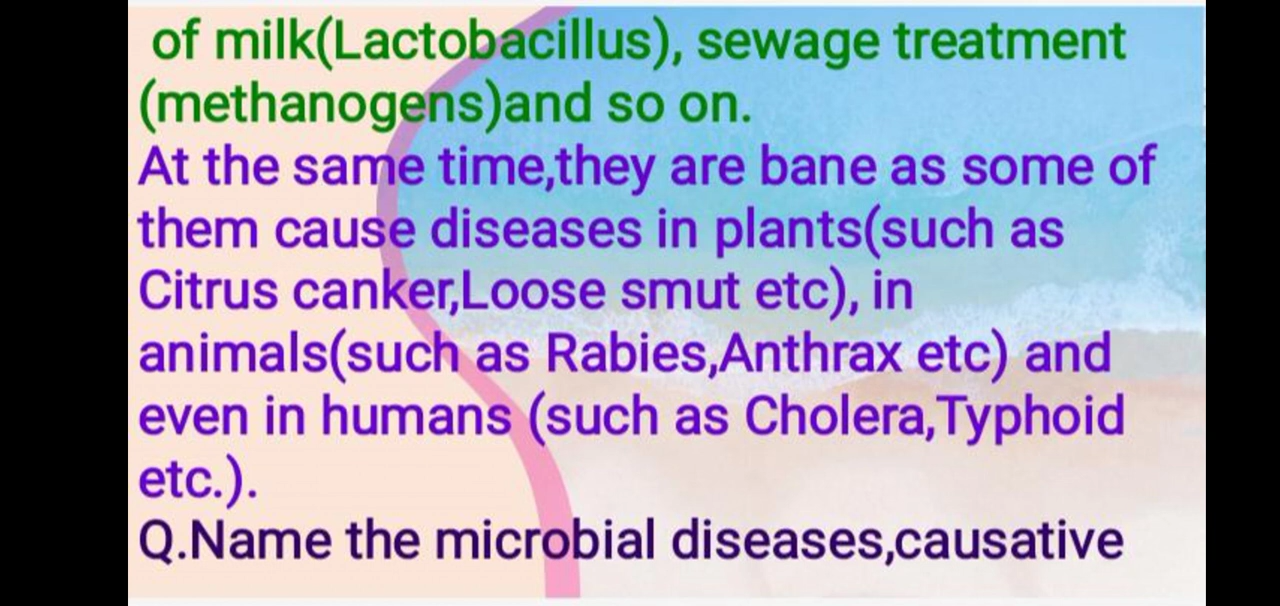 of milk(Lactobacillus), sewage treatment
(methanogens)and so on.
At the same time,they are bane as some of
them cause diseases in plants(such as
Citrus canker,Loose smut etc), in
animals(such as Rabies,Anthrax etc) and
even in humans (such as Cholera,Typhoid
etc.).
Q.Name the microbial diseases,causative